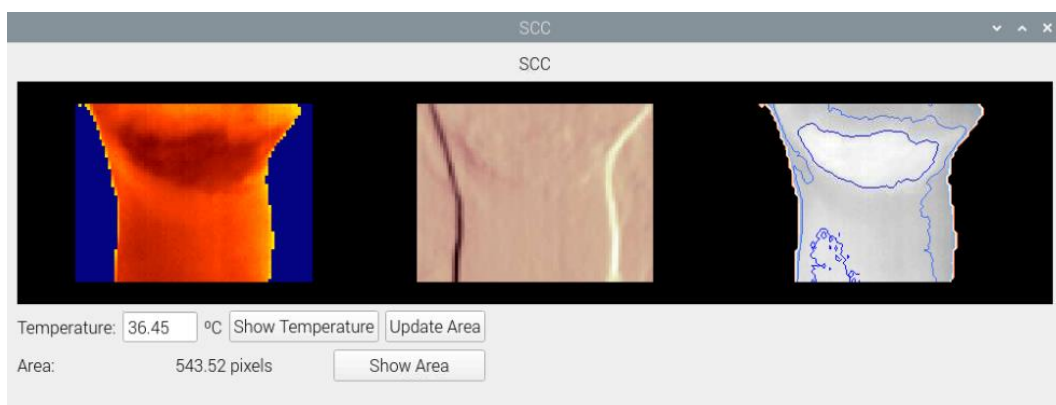 SCC
SCC
Temperature: 36.45 ºC Show Temperature Update Area
Area: 543.52 pixels Show Area